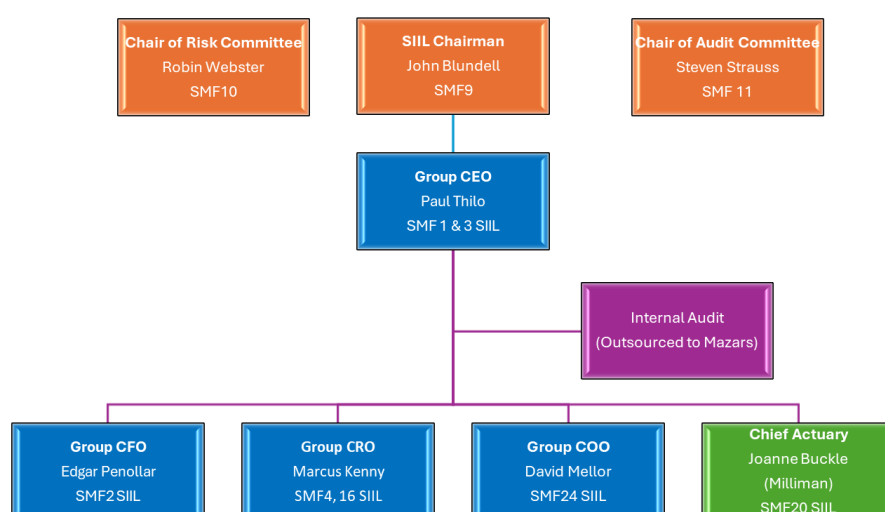 Chair of Risk Committee
Robin Webster
SMF10
SIIL Chairman
John Blundell
SMF9
Chair of Audit Committee
Steven Strauss
SMF 11
Group CEO
Paul Thilo
SMF 1 & 3 SIIL
Internal Audit
(Outsourced to Mazars)
Group CFO
Edgar Penollar
SMF2 SIIL
Group CRO
Marcus Kenny
SMF4, 16 SIIL
Group COO
David Mellor
SMF24 SIIL
Chief Actuary
Joanne Buckle
(Milliman)
SMF20 SIIL